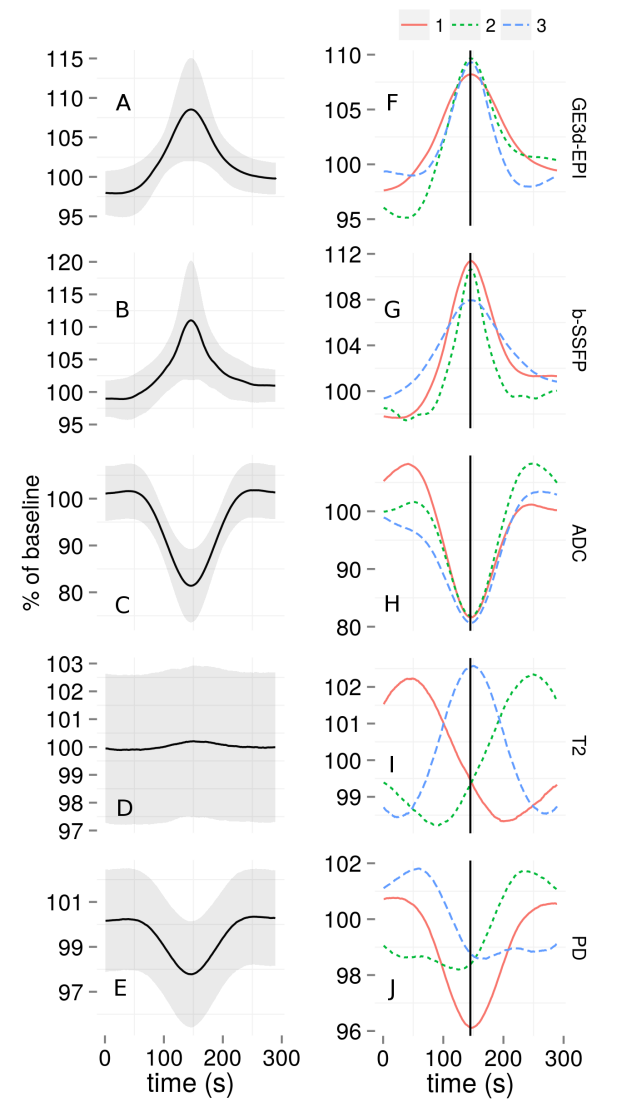 1 2 3
115
110
105
100
95
A
110
105
100
95
F
GE3d-EPI
120
115
110
105
100
95
B
112
108
104
100
G
b-SSFP
% of baseline
100
90
80
C
100
90
80
H
ADC
103
102
101
100
99
98
97
D
102
101
100
99
I
T2
101
99
97
E
102
100
98
96
J
PD
0 100 200 300
time (s)
0 100 200 300
time (s)